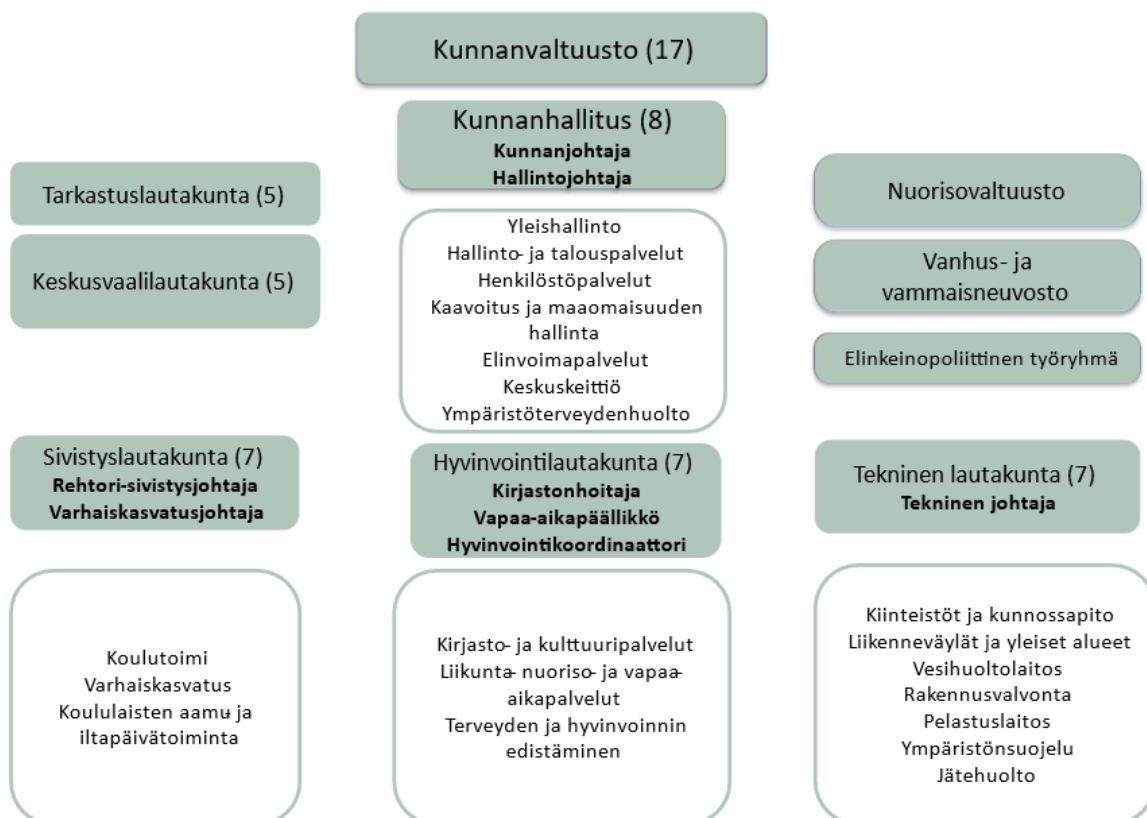 Kunnanvaltuusto (17)
Kunnanhallitus (8)
Kunnanjohtaja
Hallintojohtaja
Tarkastuslautakunta (5)
Keskusvaalilautakunta (5)
Yleishallinto
Hallinto- ja talouspalvelut
Henkilöstöpalvelut
Kaavoitus ja maaomaisuuden
hallinta
Elinvoimapalvelut
Keskuskeittiö
Ympäristöterveydenhuolto
Nuorisovaltuusto
Vanhus- ja
vammaisneuvosto
Elinkeinopoliittinen työryhmä
Sivistyslautakunta (7)
Rehtori-sivistysjohtaja
Varhaiskasvatusjohtaja
Hyvinvointilautakunta (7)
Kirjastonhoitaja
Vapaa-aikapäällikkö
Hyvinvointikoordinaattori
Tekninen lautakunta (7)
Tekninen johtaja
Koulutoimi
Varhaiskasvatus
Koululaisten aamu- ja
iltapäivätoiminta
Kirjasto- ja kulttuuripalvelut
Liikunta- nuoriso- ja vapaa-
aikapalvelut
Terveyden ja hyvinvoinnin
edistäminen
Kiinteistöt ja kunnossapito
Liikenneväylät ja yleiset alueet
Vesihuoltolaitos
Rakennusvalvonta
Pelastuslaitos
Ympäristönsuojelu
Jätehuolto